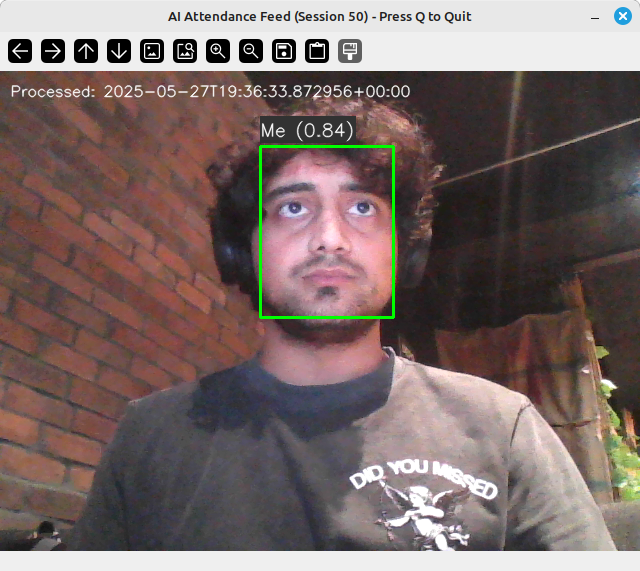 AI Attendance Feed (Session 50) - Press Q to Quit
Processed: 2025-05-27T19:36:33.872956+00:00
Me (0.84)
DID YOU MISSED